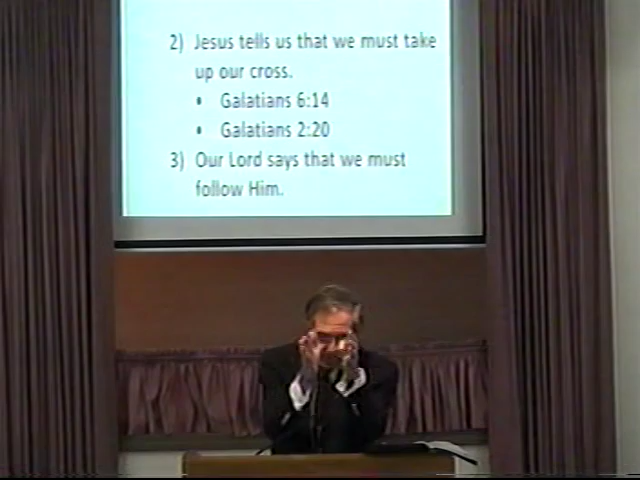 2) Jesus tells us that we must take
up our cross.
• Galatians 6:14
• Galatians 2:20
3) Our Lord says that we must
follow Him.